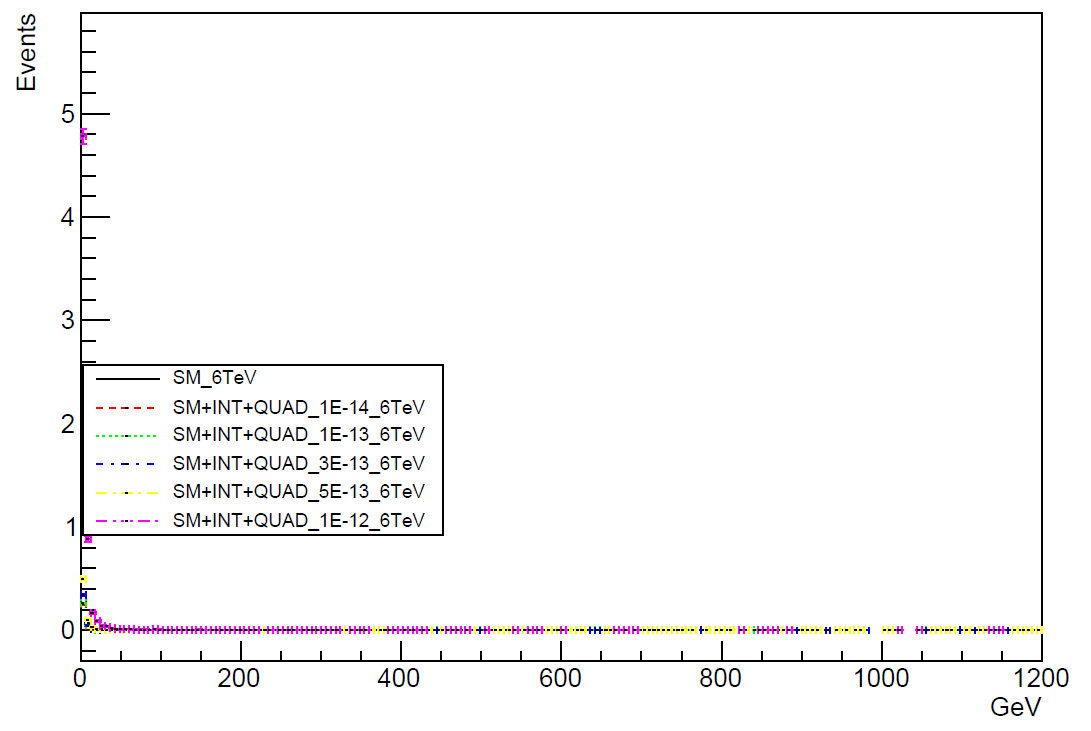 Events
5
4
3
SM_6TeV
SM+INT+QUAD_1E-14_6TeV
2
SM+INT+QUAD_1E-13_6TeV
SM+INT+QUAD_3E-13_6TeV
SM+INT+QUAD_5E-13_6TeV
1
SM+INT+QUAD_1E-12_6TeV
0
0 200 400 600 800 1000 1200
GeV